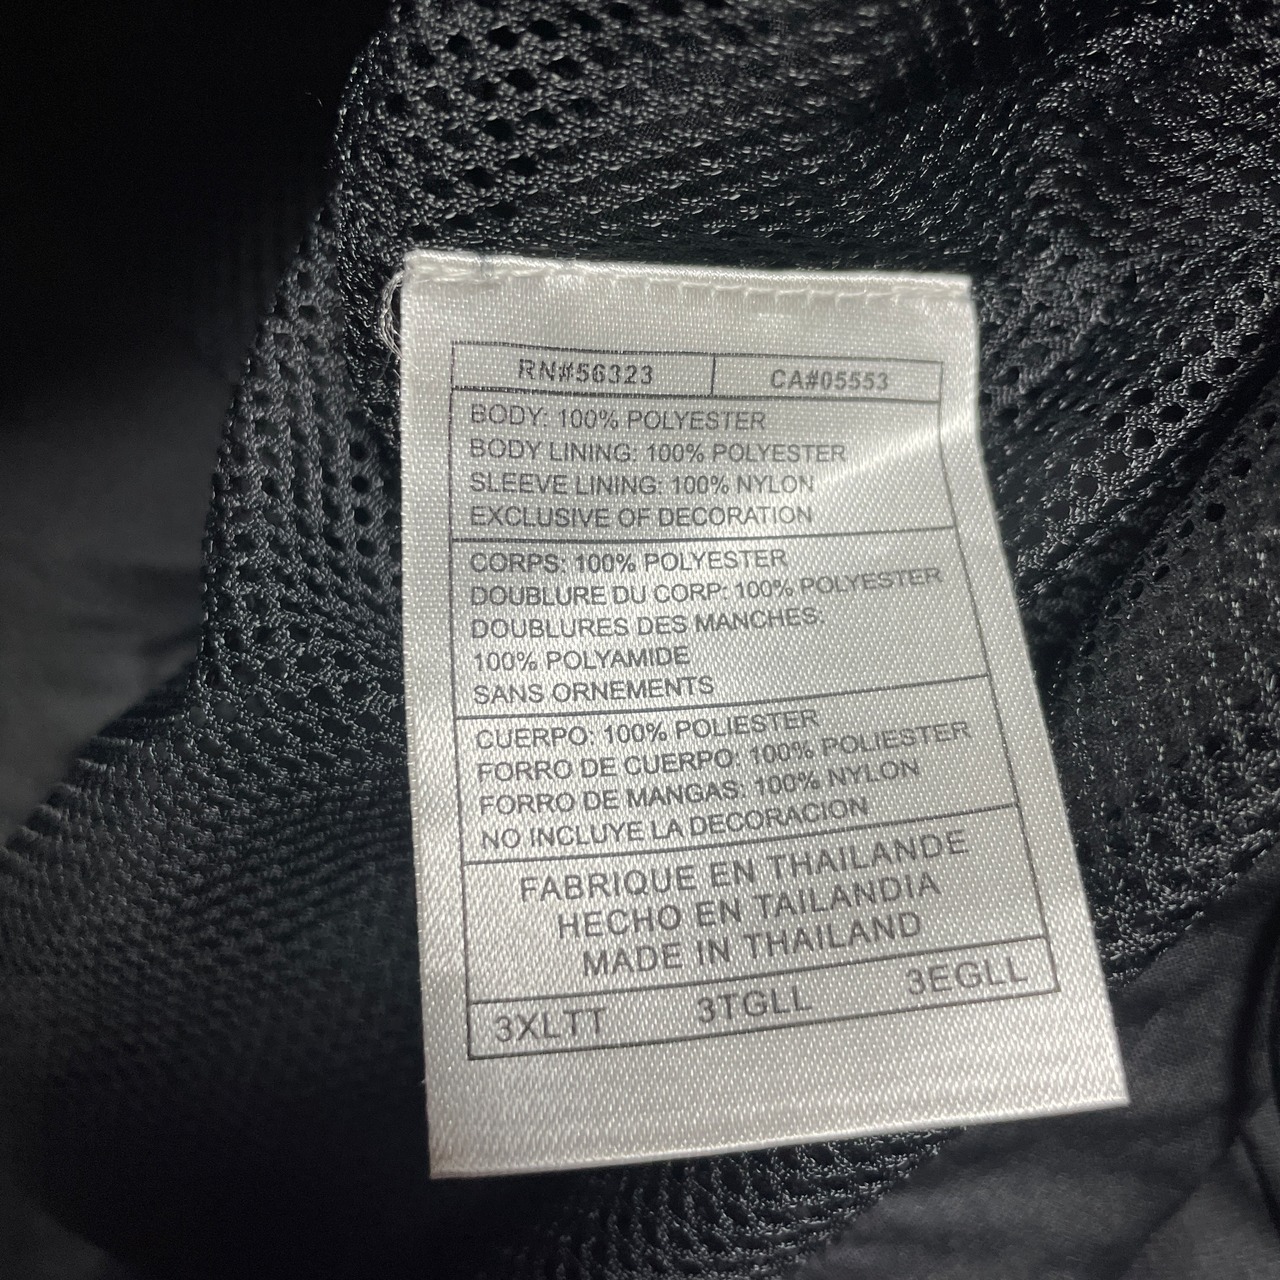 RN#56323 CA#05553
BODY: 100% POLYESTER
BODY LINING: 100% POLYESTER
SLEEVE LINING: 100% NYLON
EXCLUSIVE OF DECORATION
CORPS: 100% POLYESTER
DOUBLURE DU CORP: 100% POLYESTER
DOUBLURES DES MANCHES:
100% POLYAMIDE
SANS ORNEMENTS
CUERPO: 100% POLIESTER
FORRO DE CUERPO: 100% POLIESTER
FORRO DE MANGAS: 100% NYLON
NO INCLUYE LA DECORACION
FABRIQUE EN THAILANDE
HECHO EN TAILANDIA
MADE IN THAILAND
3XLTT 3TGLL 3EGLL